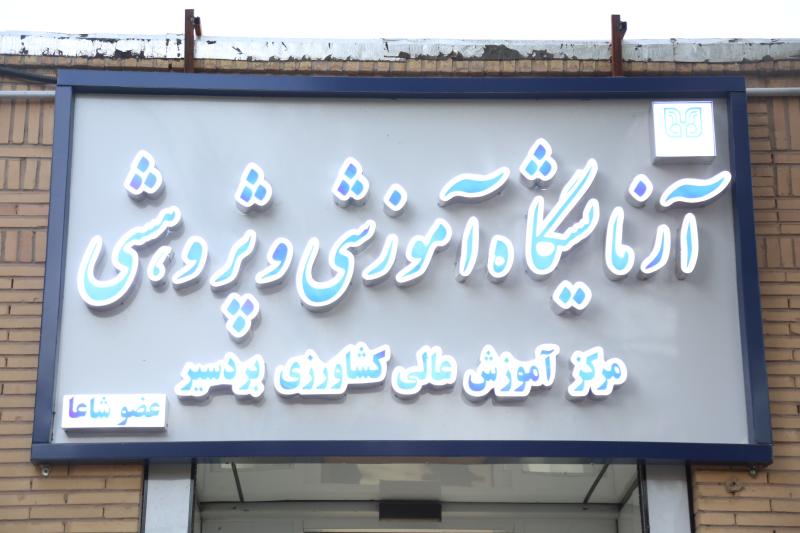 آزمایشگاه آموزشی و پژوهشی
مرکز آموزش عالی کشاورزی بردسیر
عضو شاعا